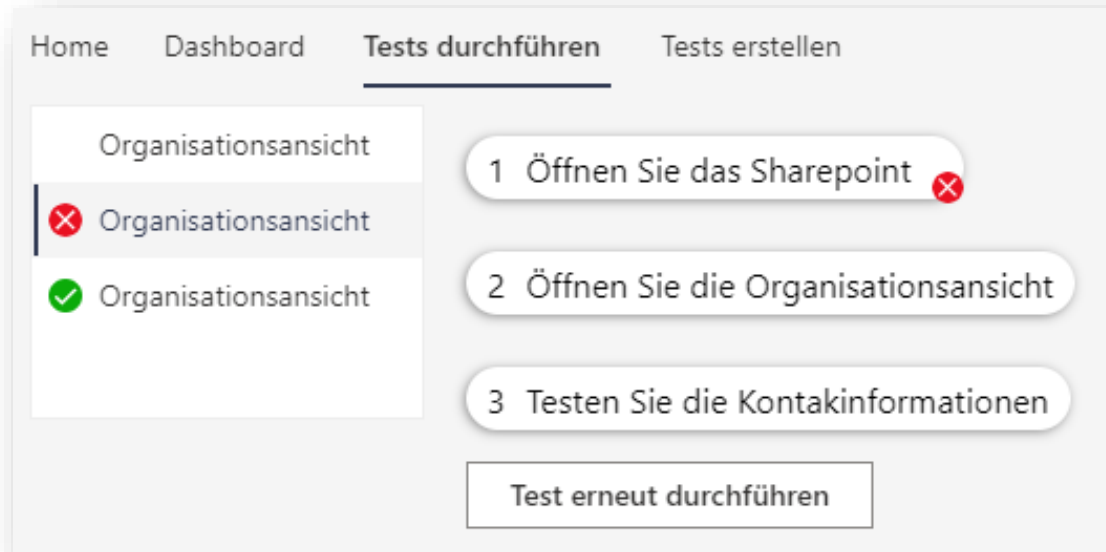 Home Dashboard Tests durchführen Tests erstellen
Organisationsansicht
Organisationsansicht
Organisationsansicht
1 Öffnen Sie das Sharepoint
2 Öffnen Sie die Organisationsansicht
3 Testen Sie die Kontakinformationen
Test erneut durchführen